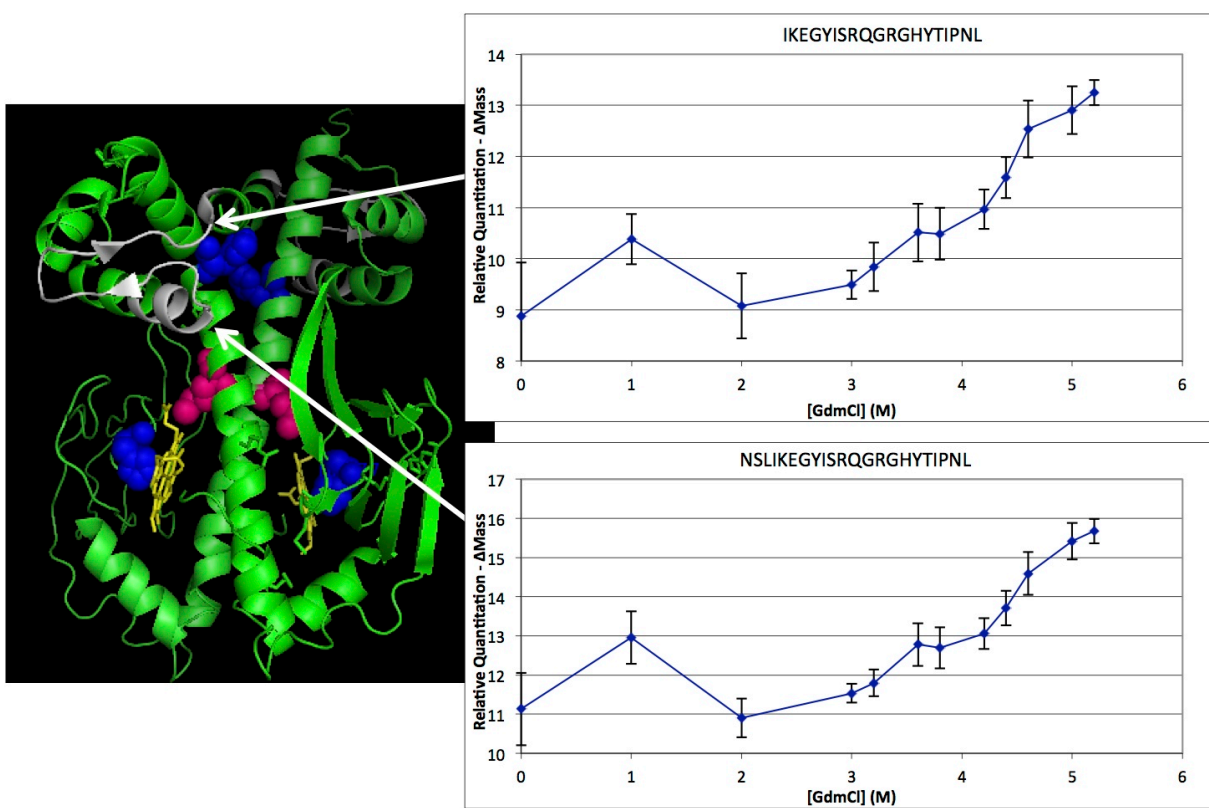 IKEGYISRQGRGHYTIPNL
Relative Quantitation - ΔMass
14
13
12
11
10
9
8
0 1 2 3 4 5 6
[GdmCl] (M)
NSLIKEGYISRQGRGHYTIPNL
Relative Quantitation - ΔMass
17
16
15
14
13
12
11
10
0 1 2 3 4 5 6
[GdmCl] (M)